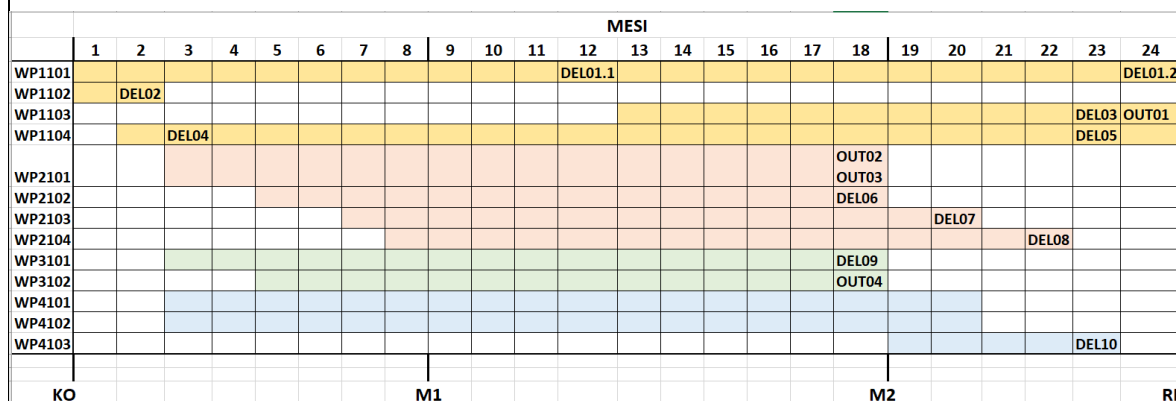 MESI
1 2 3 4 5 6 7 8 9 10 11 12 13 14 15 16 17 18 19 20 21 22 23 24
WP1101 DEL01.1 DEL01.2
WP1102 DEL02
WP1103 DEL03 OUT01
WP1104 DEL04 DEL05
OUT02
WP2101 OUT03
WP2102 DEL06
WP2103 DEL07
WP2104 DEL08
WP3101 DEL09
WP3102 OUT04
WP4101
WP4102
WP4103 DEL10
KO M1 M2